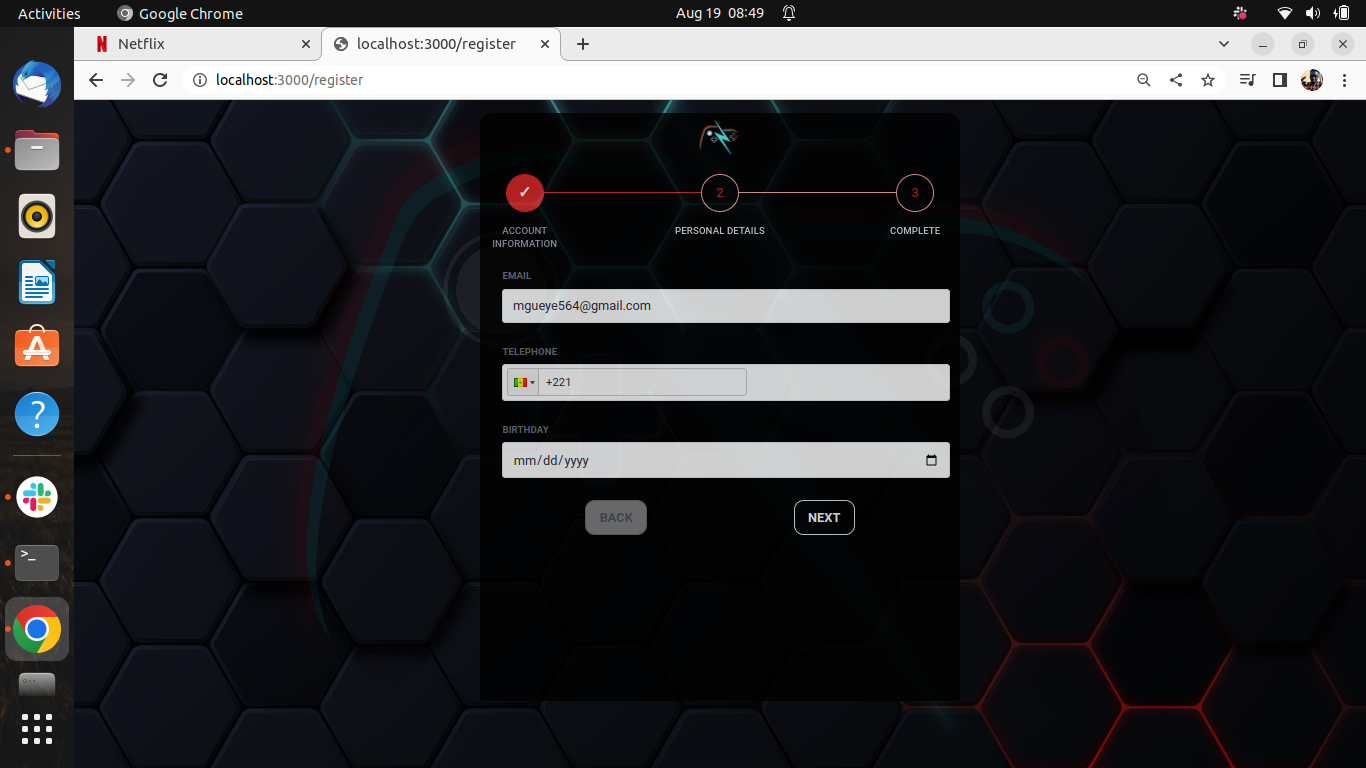 Activities
Google Chrome
Aug 19 08:49
Netflix
localhost:3000/register
localhost:3000/register
✓
2
3
ACCOUNT
INFORMATION
PERSONAL DETAILS
COMPLETE
EMAIL
mgueye564@gmail.com
TELEPHONE
+221
BIRTHDAY
mm/dd/yyyy
BACK
NEXT